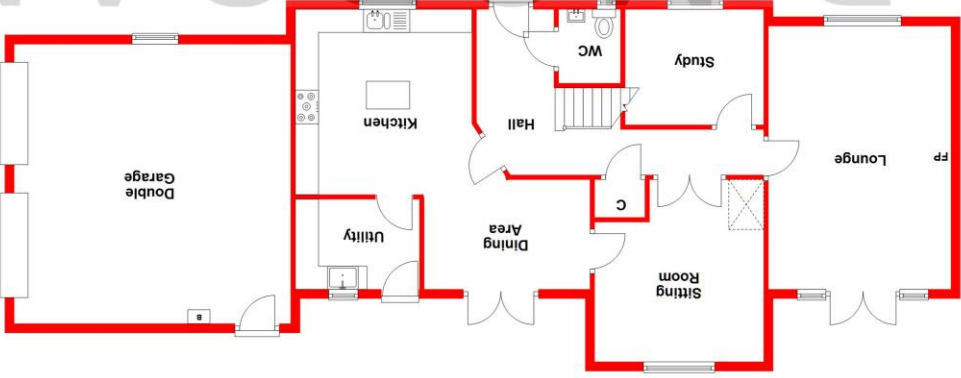 B
Sitting
Room
Dining
Area
Utility
C
Double
Garage
Lounge
FP
Hall
Kitchen
Study
WC